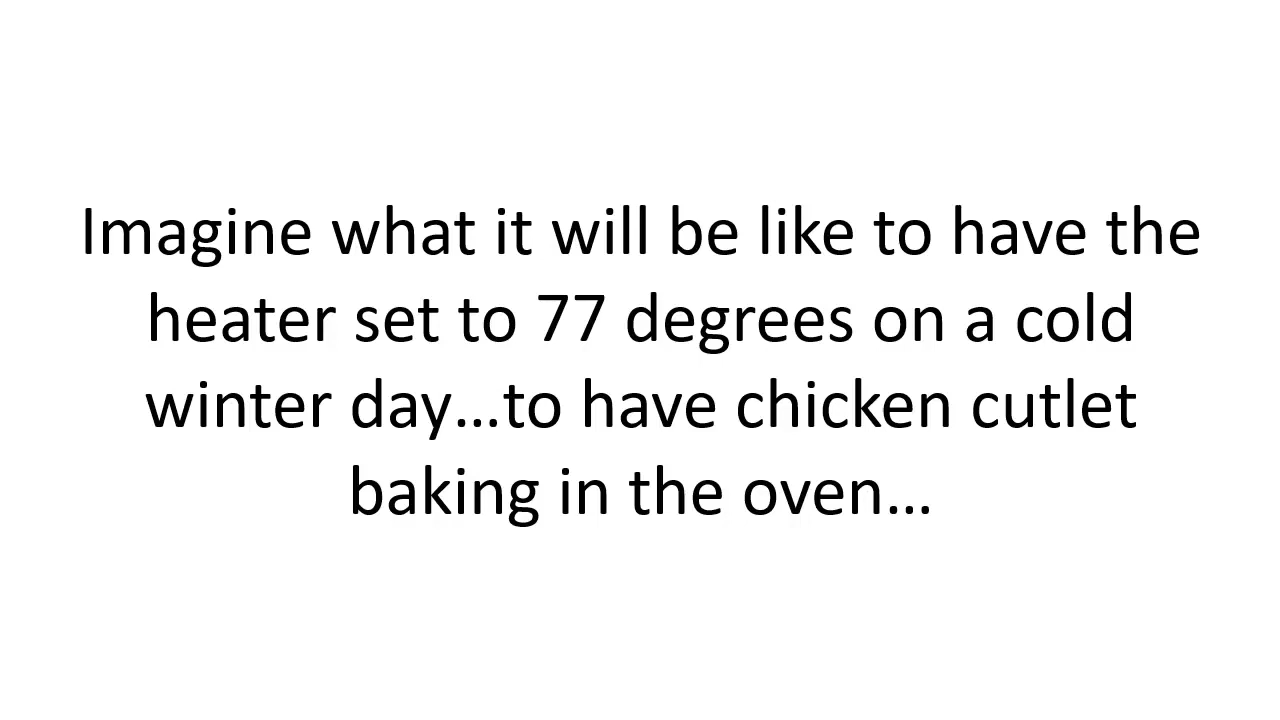 Imagine what it will be like to have the
heater set to 77 degrees on a cold
winter day…to have chicken cutlet
baking in the oven…